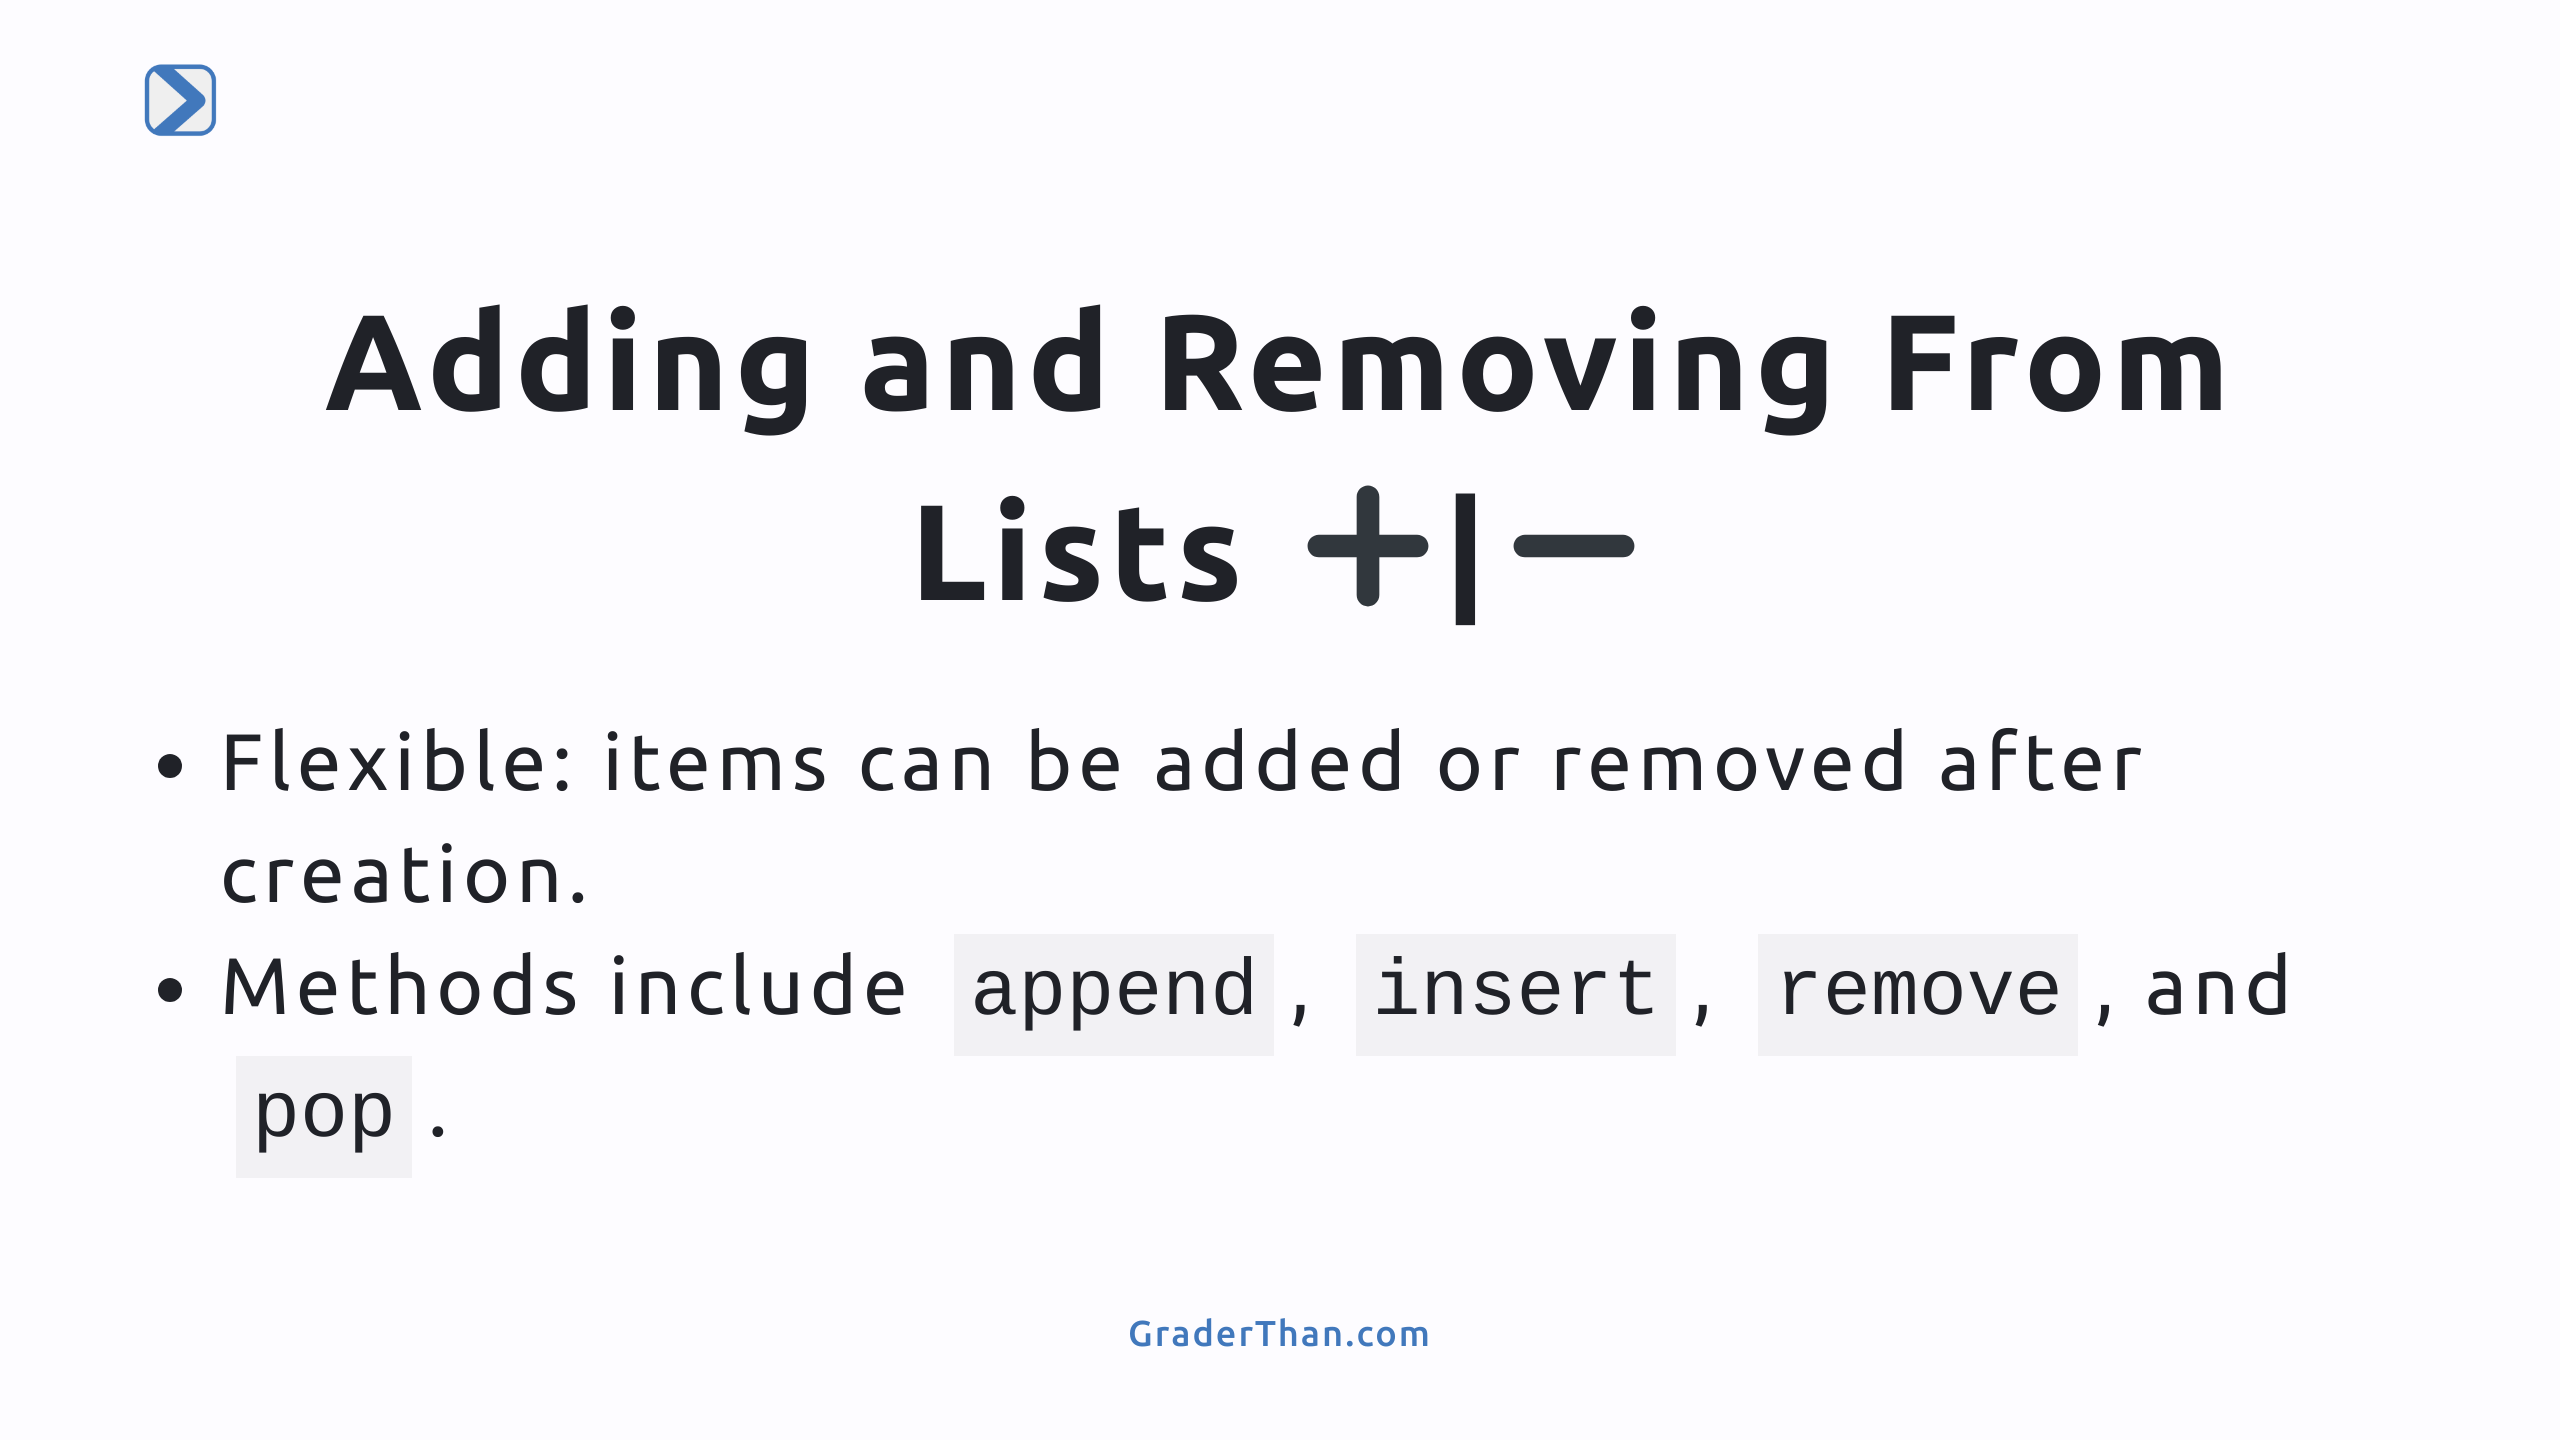 Adding and Removing From
Lists ➕|➖
• Flexible: items can be added or removed after
creation.
• Methods include append, insert, remove, and
pop.
GraderThan.com